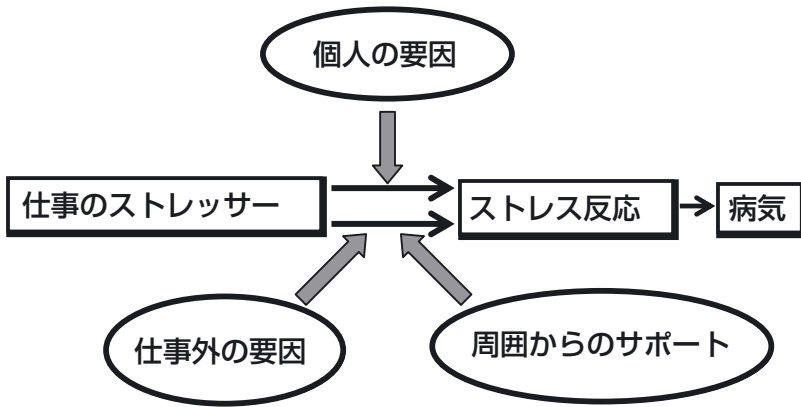 個人の要因
仕事のストレッサー
ストレス反応
病気
仕事外の要因
周囲からのサポート